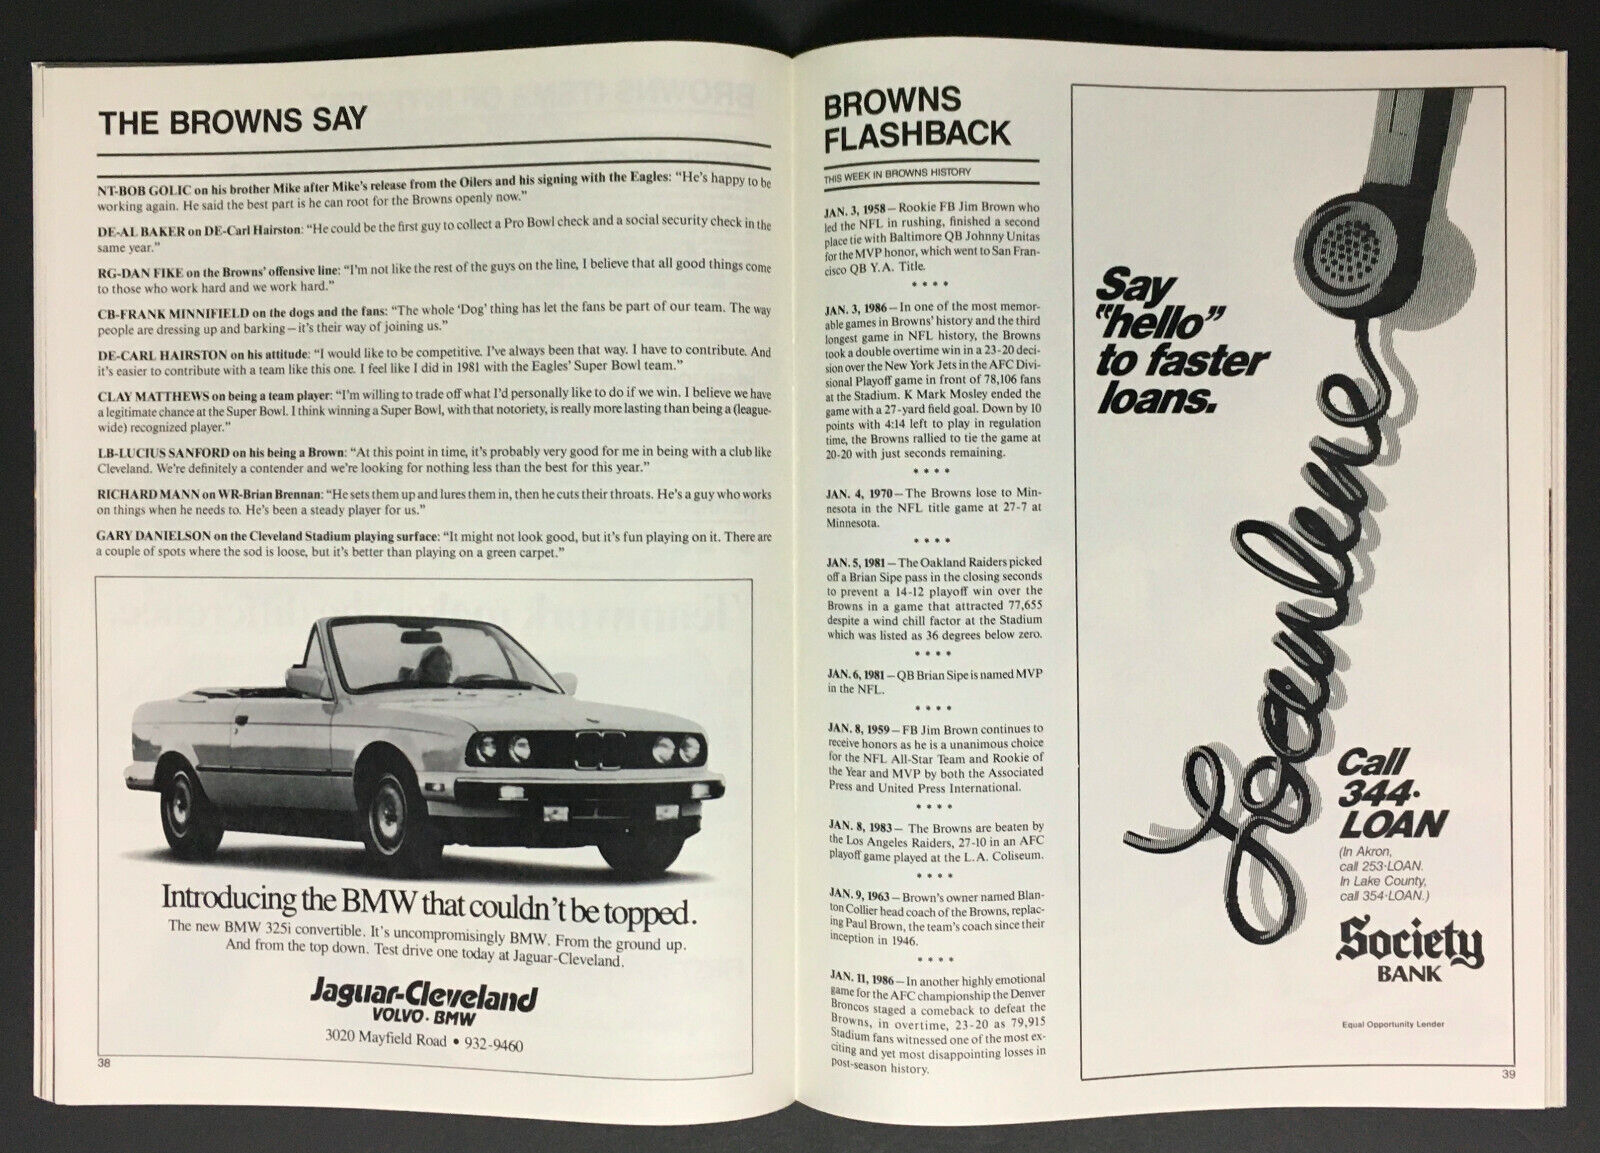 THE BROWNS SAY
NT-BOB GOLIC on his brother Mike after Mike's release from the Oilers and his signing with the Eagles: "He's happy to be
working again. He said the best part is he can root for the Browns openly now."
DE-AL BAKER on DE-Carl Hairston: "He could be the first guy to collect a Pro Bowl check and a social security check in the
same year."
RG-DAN FIKE on the Browns' offensive line: "I'm not like the rest of the guys on the line, I believe that all good things come
to those who work hard and we work hard."
CB-FRANK MINNIFIELD on the dogs and the fans: "The whole 'Dog' thing has let the fans be part of our team. The way
people are dressing up and barking—it's their way of joining us."
DE-CARL HAIRSTON on his attitude: "I would like to be competitive. I've always been that way. I have to contribute. And
it's easier to contribute with a team like this one. I feel like I did in 1981 with the Eagles' Super Bowl team."
CLAY MATTHEWS on being a team player: "I'm willing to trade off what I'd personally like to do if we win. I believe we have
a legitimate chance at the Super Bowl. I think winning a Super Bowl, with that notoriety, is really more lasting than being a (league-
wide) recognized player."
LB-LUCIUS SANFORD on his being a Brown: "At this point in time, it's probably very good for me in being with a club like
Cleveland. We're definitely a contender and we're looking for nothing less than the best for this year."
RICHARD MANN on WR-Brian Brennan: "He sets them up and lures them in, then he cuts their throats. He's a guy who works
on things when he needs to. He's been a steady player for us."
GARY DANIELSON on the Cleveland Stadium playing surface: "It might not look good, but it's fun playing on it. There are
a couple of spots where the sod is loose, but it's better than playing on a green carpet."
Introducing the BMW that couldn't be topped.
The new BMW 325i convertible. It's uncompromisingly BMW. From the ground up.
And from the top down. Test drive one today at Jaguar-Cleveland.
Jaguar-Cleveland
VOLVO · BMW
3020 Mayfield Road • 932-9460
38
BROWNS
FLASHBACK
THIS WEEK IN BROWNS HISTORY
JAN. 3, 1958—Rookie FB Jim Brown who
led the NFL in rushing, finished a second
place tie with Baltimore QB Johnny Unitas
for the MVP honor, which went to San Fran-
cisco QB Y.A. Title.
* * * *
JAN. 3, 1986—In one of the most memor-
able games in Browns' history and the third
longest game in NFL history, the Browns
took a double overtime win in a 23-20 deci-
sion over the New York Jets in the AFC Divi-
sional Playoff game in front of 78,106 fans
at the Stadium. K Mark Mosley ended the
game with a 27-yard field goal. Down by 10
points with 4:14 left to play in regulation
time, the Browns rallied to tie the game at
20-20 with just seconds remaining.
* * * *
JAN. 4, 1970—The Browns lose to Min-
nesota in the NFL title game at 27-7 at
Minnesota.
* * * *
JAN. 5, 1981—The Oakland Raiders picked
off a Brian Sipe pass in the closing seconds
to prevent a 14-12 playoff win over the
Browns in a game that attracted 77,655
despite a wind chill factor at the Stadium
which was listed as 36 degrees below zero.
* * * *
JAN. 6, 1981—QB Brian Sipe is named MVP
in the NFL.
* * * *
JAN. 8, 1959—FB Jim Brown continues to
receive honors as he is a unanimous choice
for the NFL All-Star Team and Rookie of
the Year and MVP by both the Associated
Press and United Press International.
* * * *
JAN. 8, 1983—The Browns are beaten by
the Los Angeles Raiders, 27-10 in an AFC
playoff game played at the L.A. Coliseum.
* * * *
JAN. 9, 1963—Brown's owner named Blan-
ton Collier head coach of the Browns, replac-
ing Paul Brown, the team's coach since their
inception in 1946.
* * * *
JAN. 11, 1986—In another highly emotional
game for the AFC championship the Denver
Broncos staged a comeback to defeat the
Browns, in overtime, 23-20 as 79,915
Stadium fans witnessed one of the most ex-
citing and yet most disappointing losses in
post-season history.
Say
"hello"
to faster
loans.
Loanline
Call
344-
LOAN
(In Akron,
call 253-LOAN.
In Lake County,
call 354-LOAN.)
Society
BANK
Equal Opportunity Lender
39